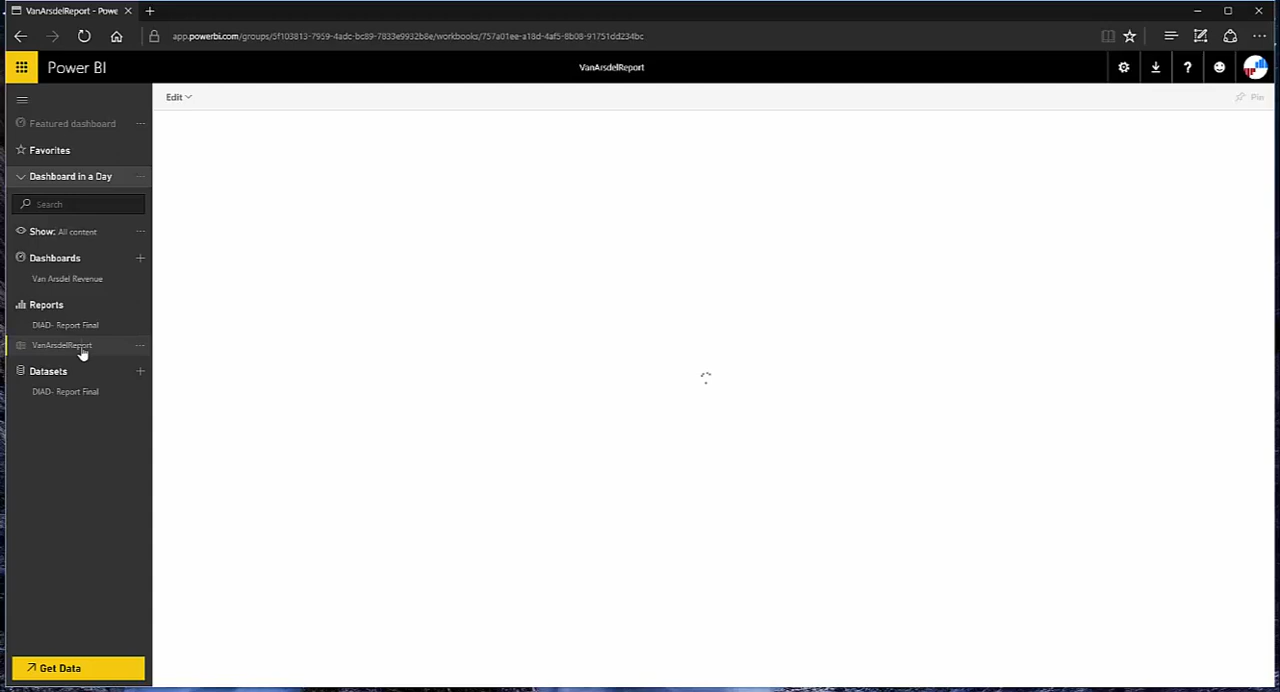 VanArsdelReport - Powe
app.powerbi.com/groups/5f103813-7959-4adc-bc89-7833e9932b8e/workbooks/757a01ee-a18d-4af5-8b08-91751dd234bc
Power BI
VanArsdelReport
?
Edit
Pin
Featured dashboard
Favorites
Dashboard in a Day
Search
Show: All content
Dashboards
Van Arsdel Revenue
Reports
DIAD- Report Final
VanArsdelReport
Datasets
DIAD- Report Final
Get Data